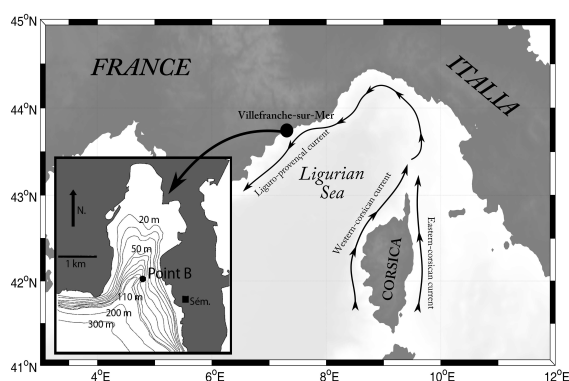 45°N
44°N
43°N
42°N
41°N
4°E
6°E
8°E
10°E
12°E
FRANCE
ITALIA
Villefranche-sur-Mer
Liguro-provençal current
Ligurian
Sea
Western-corsican current
Eastern-corsican current
CORSICA
N.
1 km
20 m
50 m
Point B
110 m
200 m
300 m
Sém.